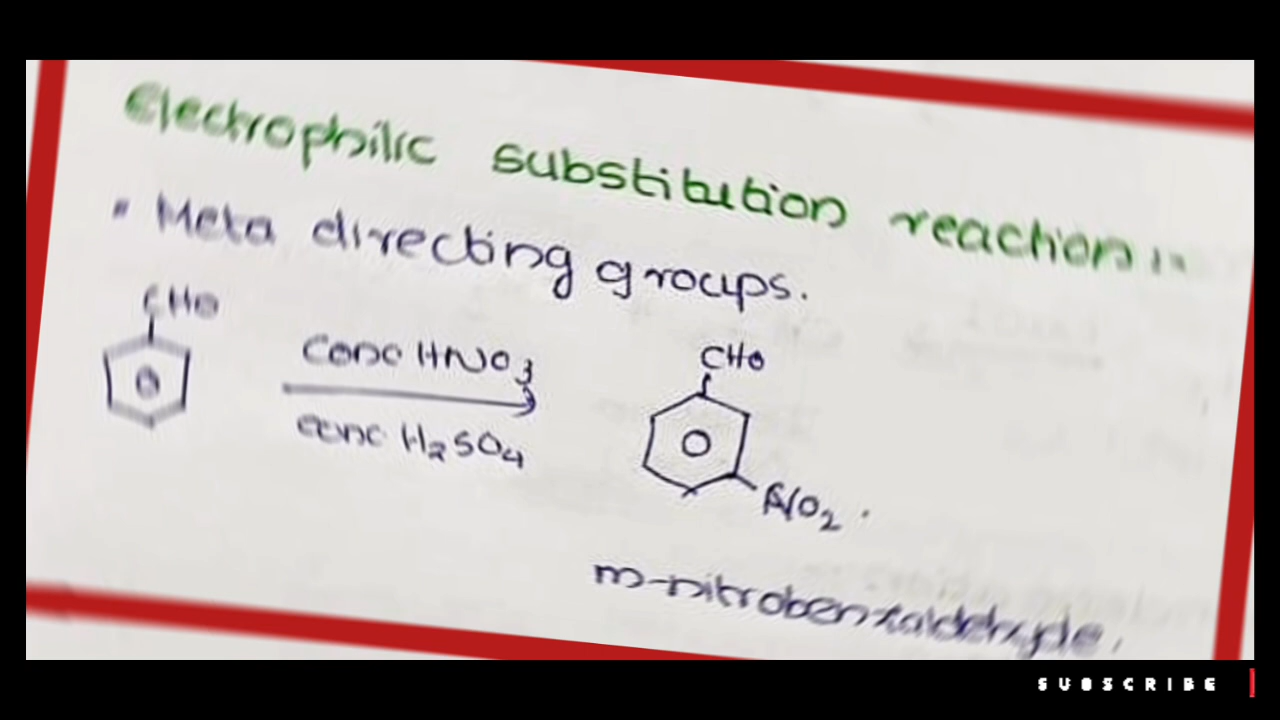 Electrophilic substitution reaction :-
" Meta directing groups.
CHO
conc HNO3
conc H2SO4
CHO
NO2 .
m-nitrobenzaldehyde.
SUBSCRIBE